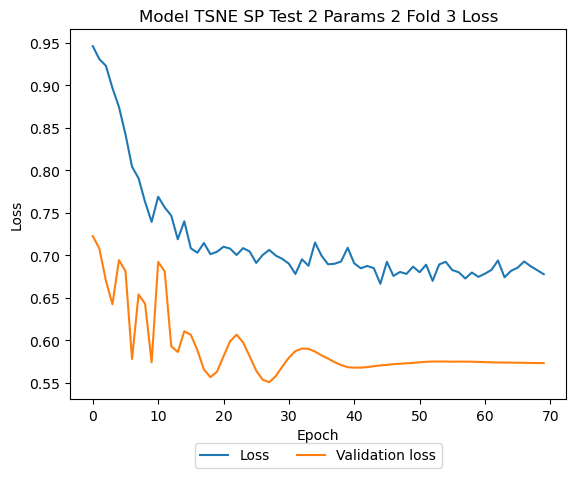 Model TSNE SP Test 2 Params 2 Fold 3 Loss
Loss
0.95
0.90
0.85
0.80
0.75
0.70
0.65
0.60
0.55
0 10 20 30 40 50 60 70
Epoch
Loss Validation loss